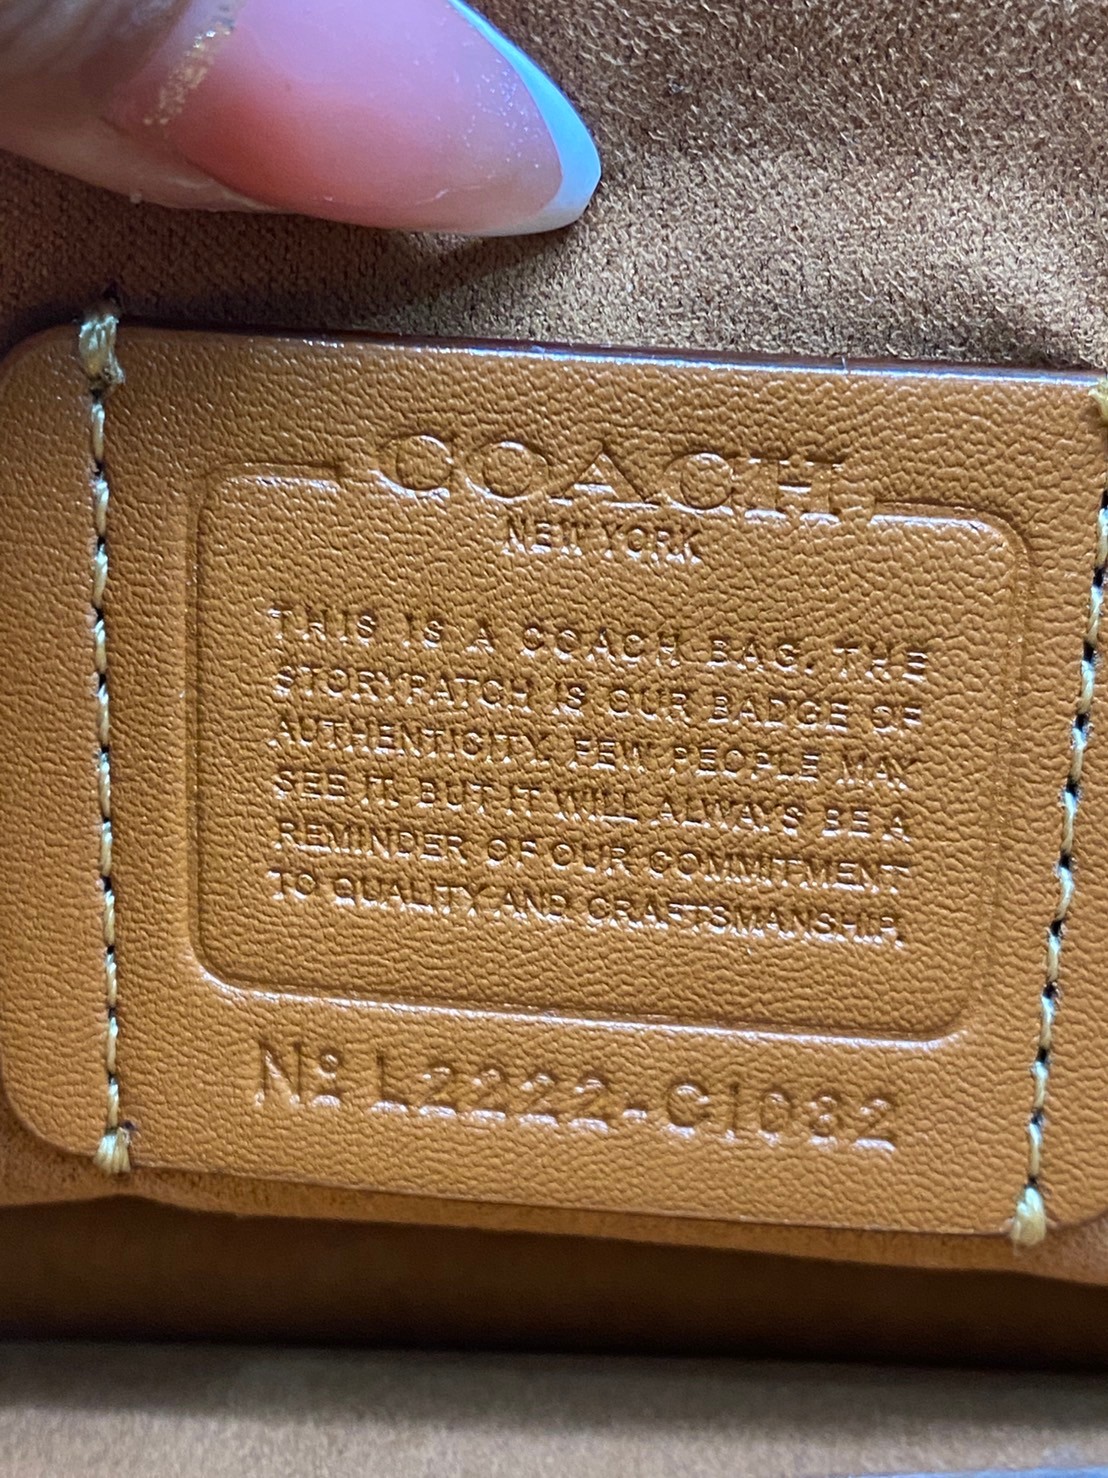 COACH
NEW YORK
THIS IS A COACH BAG. THE
STORYPATCH IS OUR BADGE OF
AUTHENTICITY. FEW PEOPLE MAY
SEE IT. BUT IT WILL ALWAYS BE A
REMINDER OF OUR COMMITMENT
TO QUALITY AND CRAFTSMANSHIP.
Nº L2222-C1032